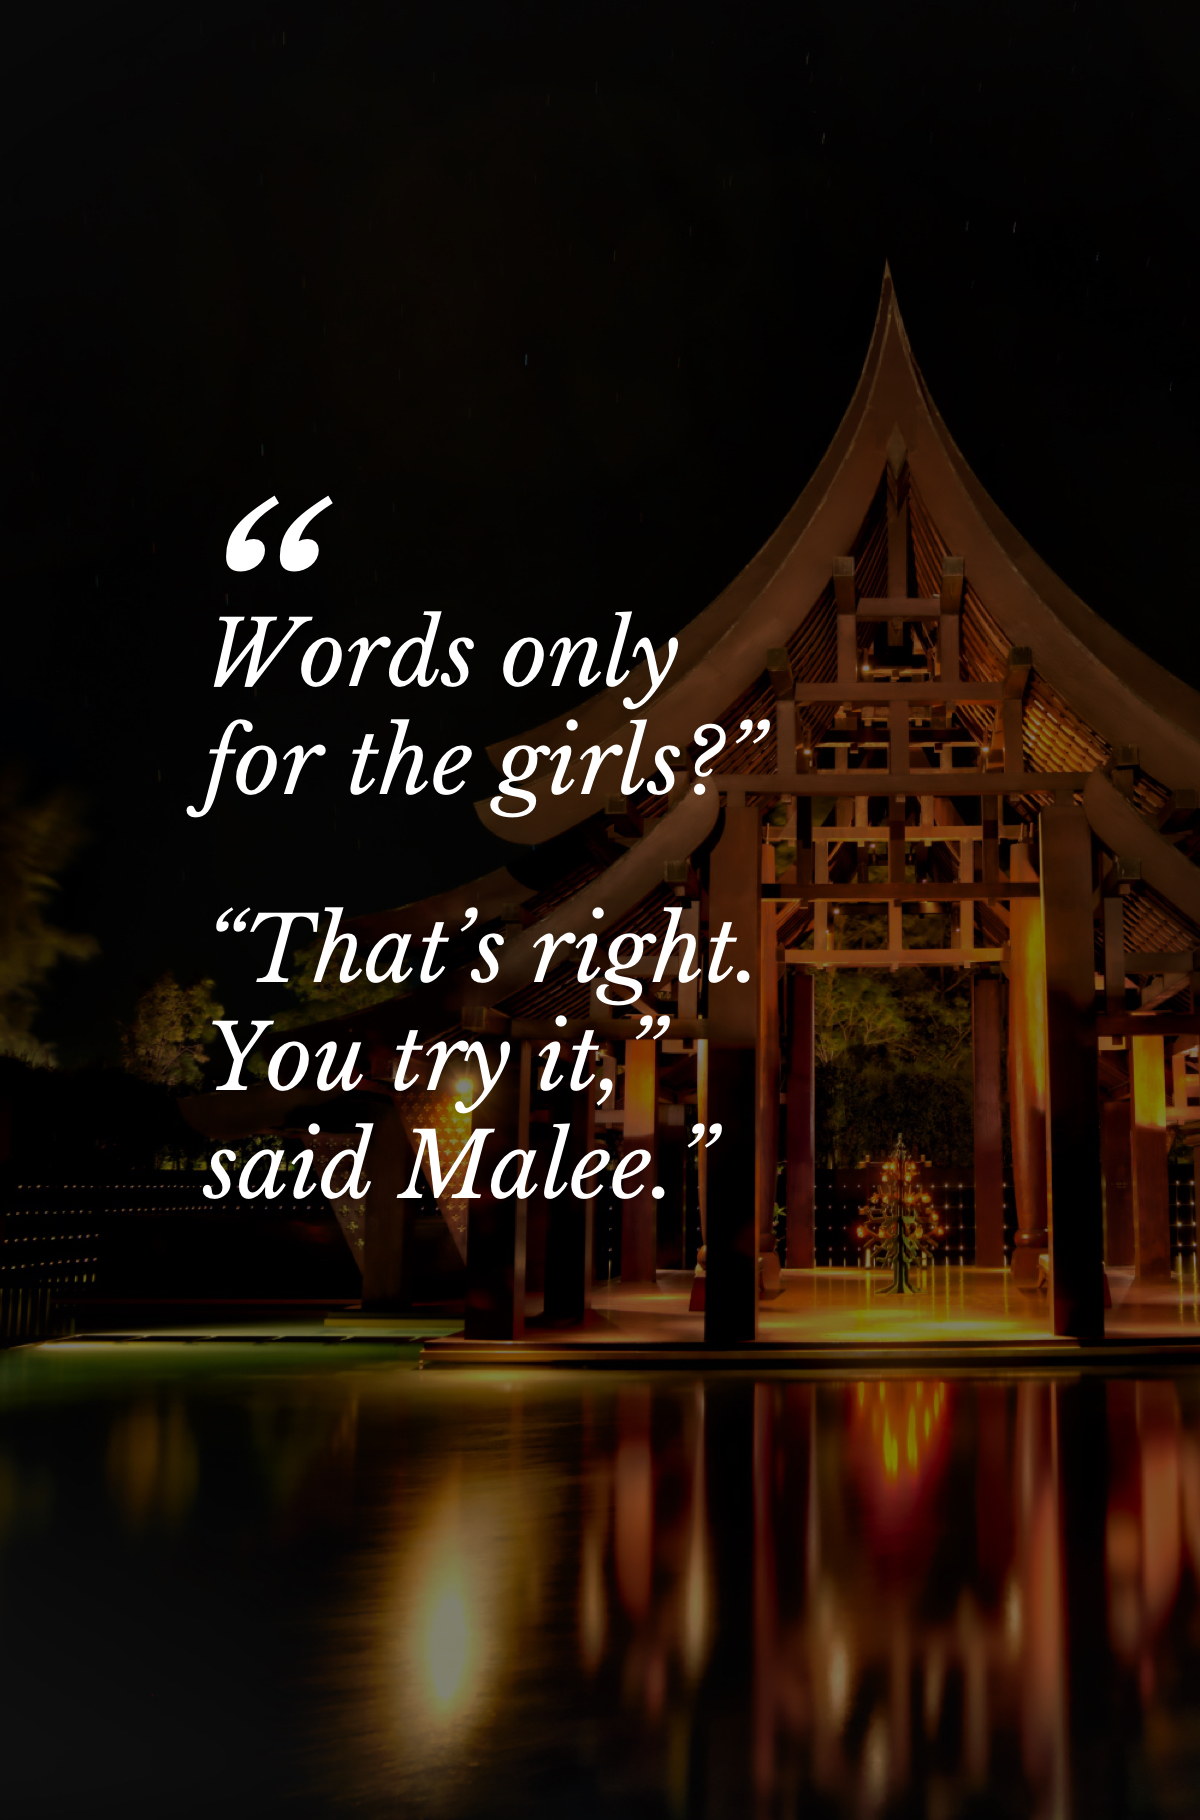 “
Words only
for the girls?”
“That’s right.
You try it,”
said Malee.”